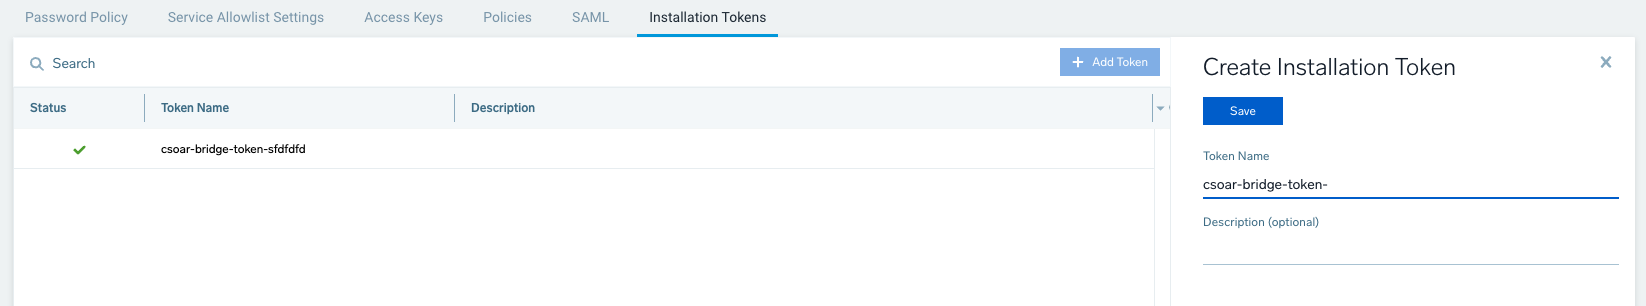 Password Policy Service Allowlist Settings Access Keys Policies SAML Installation Tokens
Search
Add Token
Status Token Name Description
csoar-bridge-token-sfdfdfd
Create Installation Token
Save
Token Name
csoar-bridge-token-
Description (optional)